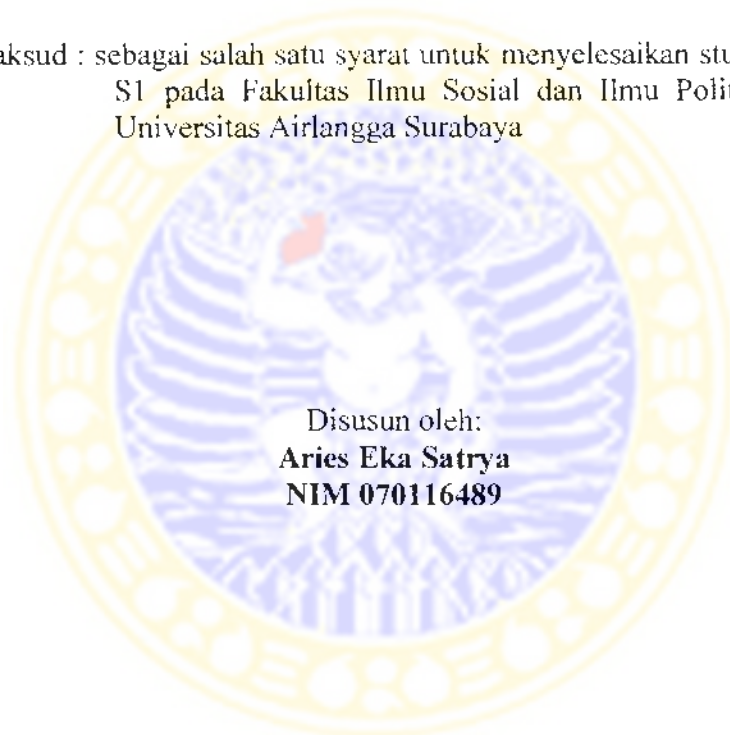 aksud : sebagai salah satu syarat untuk menyelesaikan stu
S1 pada Fakultas Ilmu Sosial dan Ilmu Polit
Universitas Airlangga Surabaya
Disusun oleh:
Aries Eka Satrya
NIM 070116489